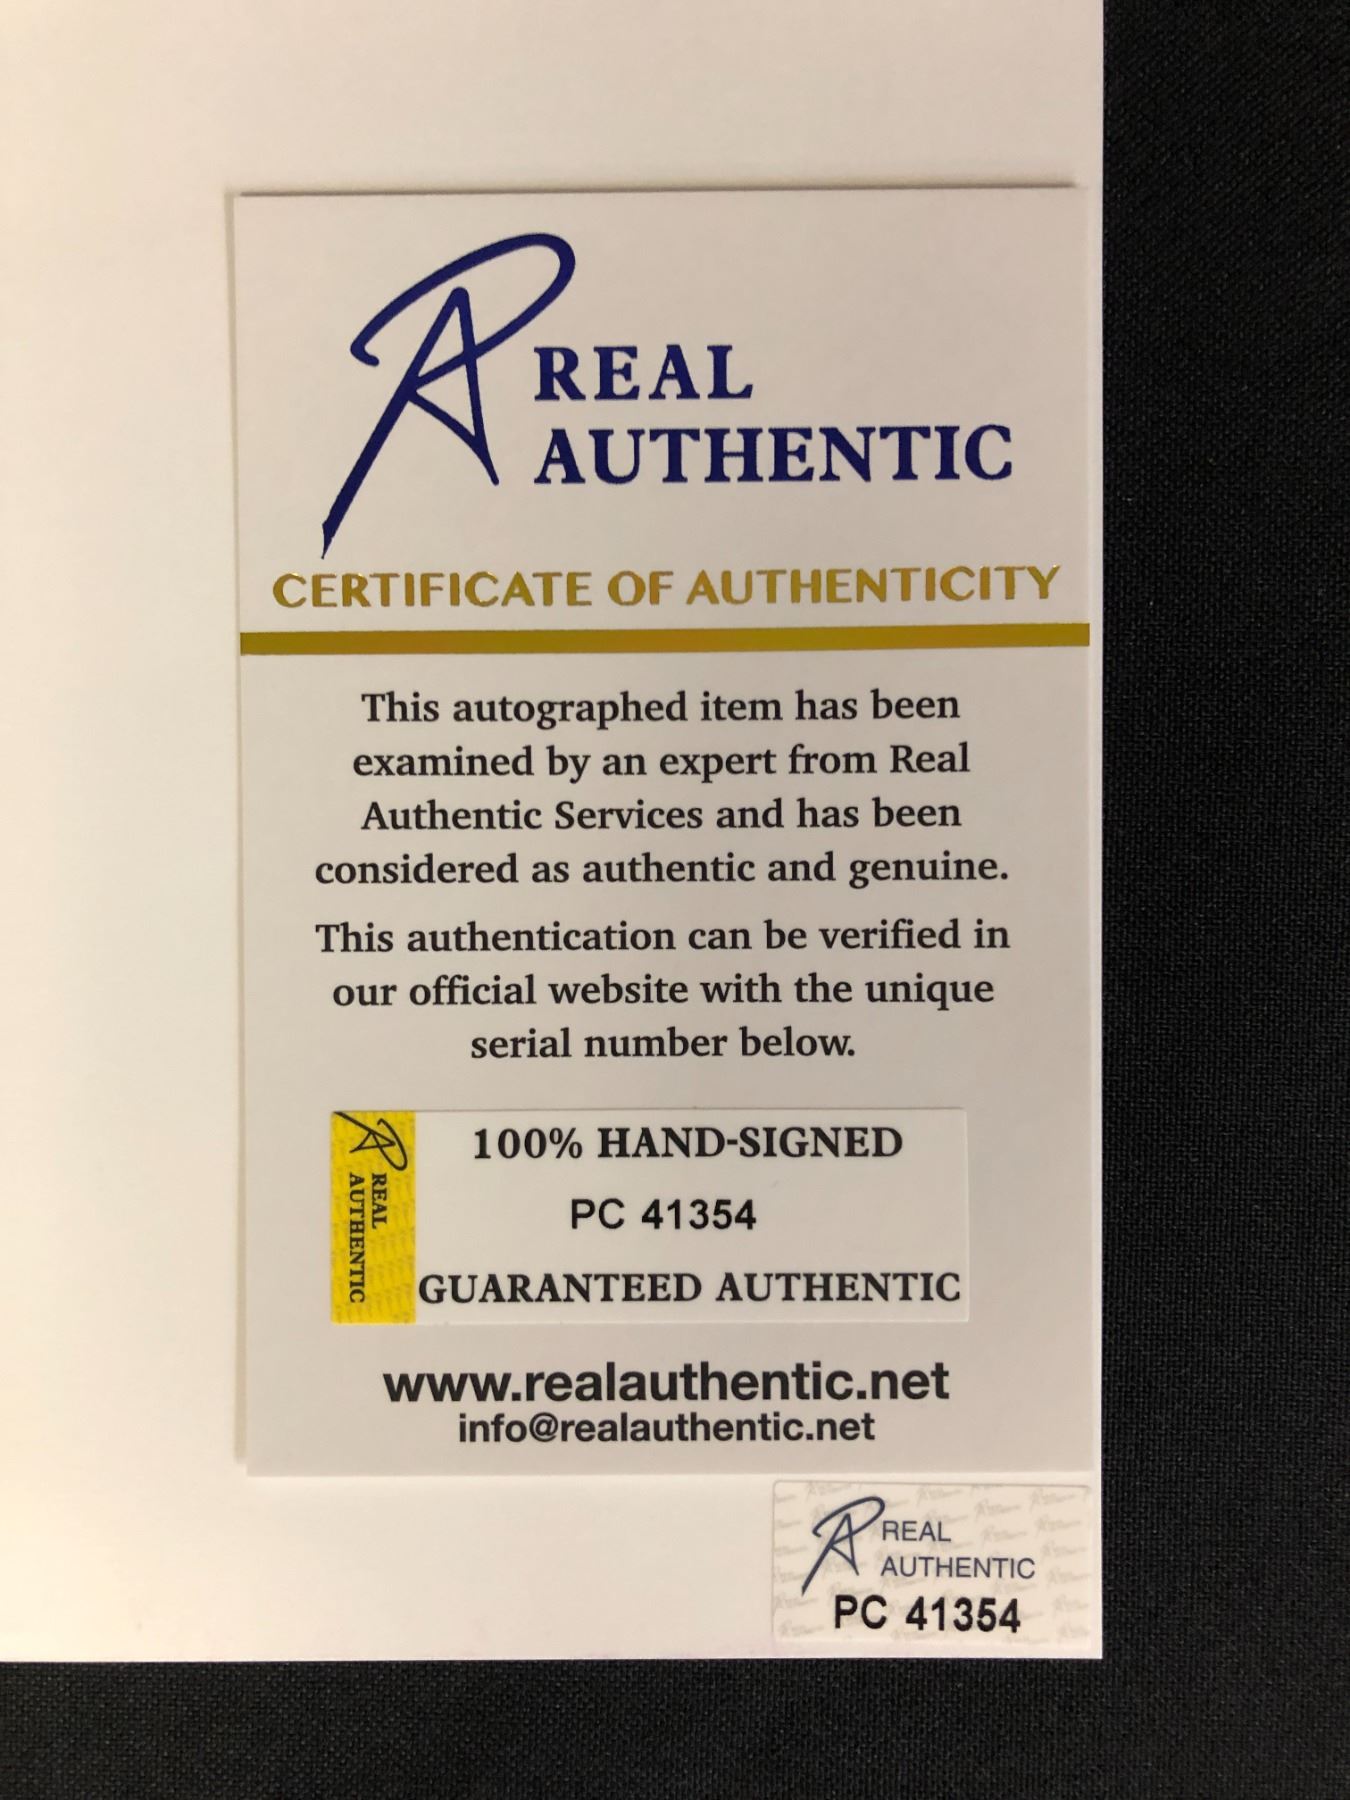 REAL
AUTHENTIC
CERTIFICATE OF AUTHENTICITY
This autographed item has been
examined by an expert from Real
Authentic Services and has been
considered as authentic and genuine.
This authentication can be verified in
our official website with the unique
serial number below.
REAL
AUTHENTIC
100% HAND-SIGNED
PC 41354
GUARANTEED AUTHENTIC
www.realauthentic.net
info@realauthentic.net
REAL
AUTHENTIC
PC 41354